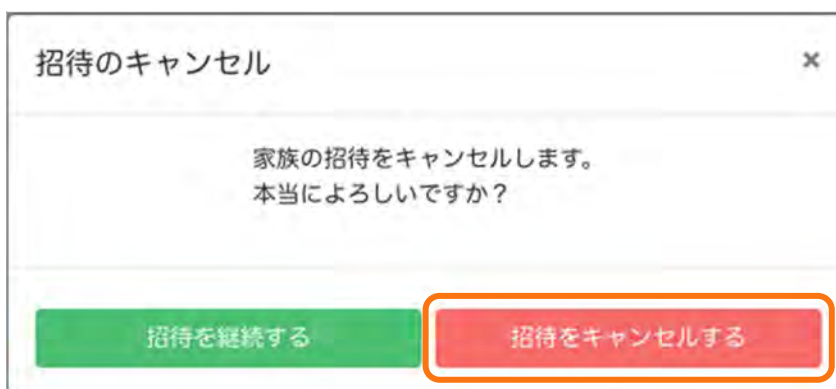 招待のキャンセル ×
家族の招待をキャンセルします。
本当によろしいですか？
招待を継続する 招待をキャンセルする